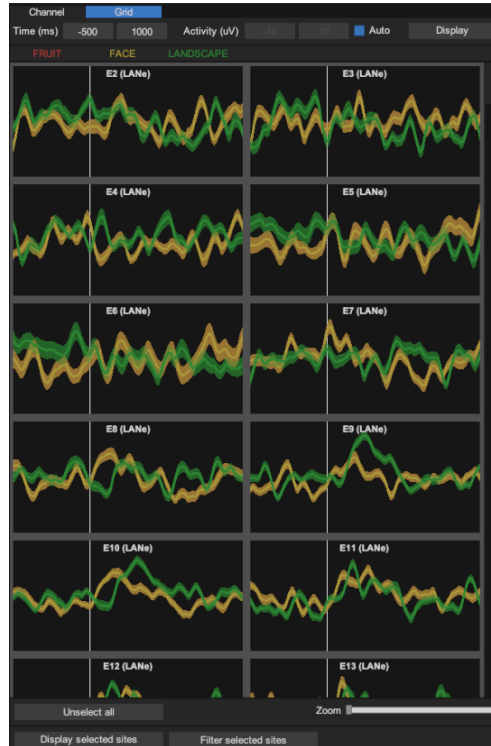 Channel Grid
Time (ms) -500 1000 Activity (uV) -10 10 Auto Display
FRUIT FACE LANDSCAPE
E2 (LANe) E3 (LANe)
E4 (LANe) E5 (LANe)
E6 (LANe) E7 (LANe)
E8 (LANe) E9 (LANe)
E10 (LANe) E11 (LANe)
E12 (LANe) E13 (LANe)
Unselect all Zoom
Display selected sites Filter selected sites